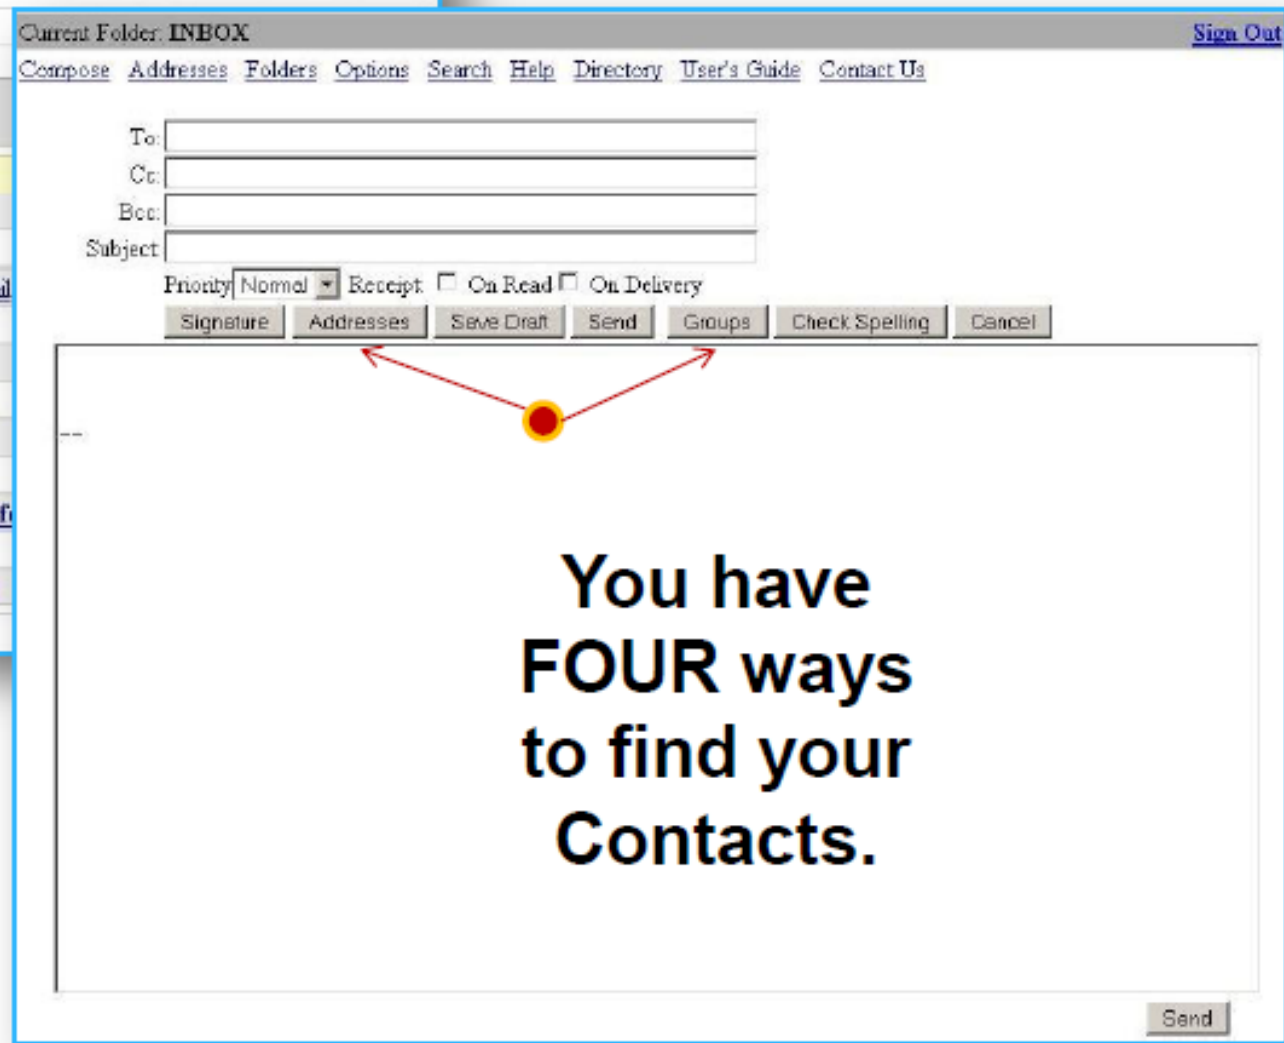 Current Folder: INBOX Sign Out
Compose Addresses Folders Options Search Help Directory User's Guide Contact Us
To:
Cc:
Bcc:
Subject
Priority Normal Receipt On Read On Delivery
Signature Addresses Save Draft Send Groups Check Spelling Cancel
--
You have
FOUR ways
to find your
Contacts.
Send